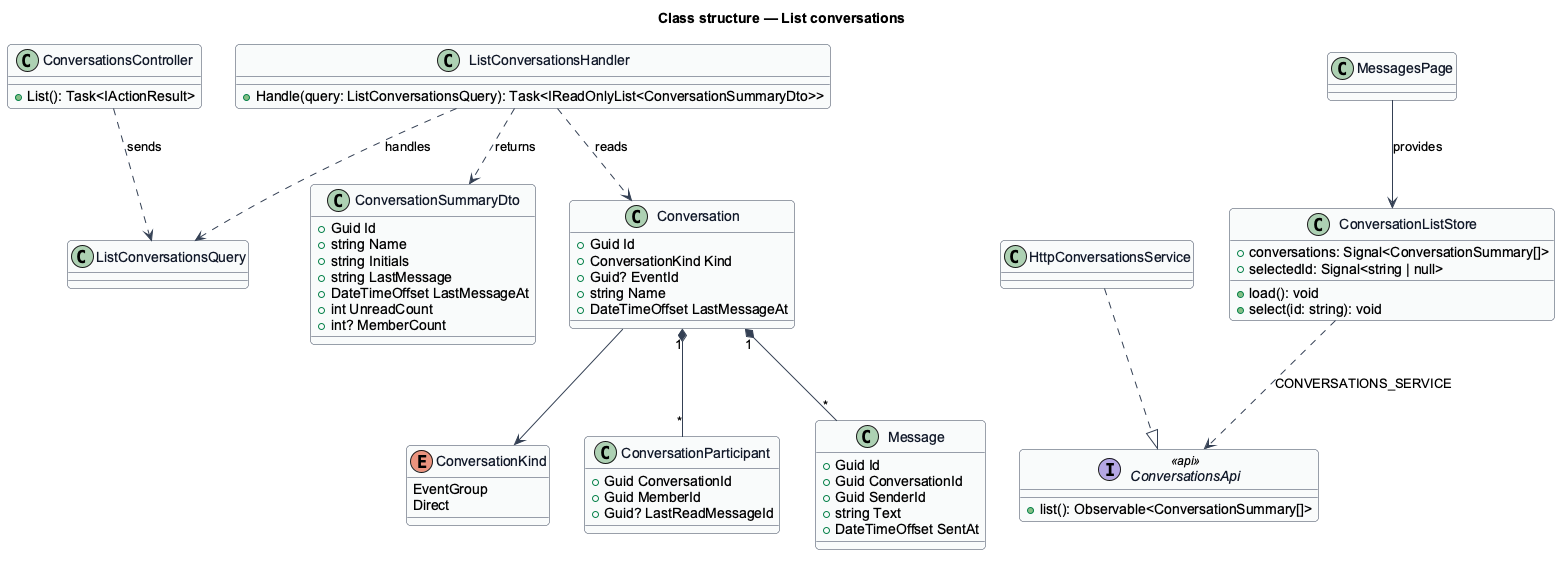 Class structure — List conversations
C ConversationsController
List(): Task<IActionResult>
C ListConversationsHandler
Handle(query: ListConversationsQuery): Task<IReadOnlyList<ConversationSummaryDto>>
C MessagesPage
sends
handles
returns
reads
provides
C ListConversationsQuery
C ConversationSummaryDto
Guid Id
string Name
string Initials
string LastMessage
DateTimeOffset LastMessageAt
int UnreadCount
int? MemberCount
C Conversation
Guid Id
ConversationKind Kind
Guid? EventId
string Name
DateTimeOffset LastMessageAt
C HttpConversationsService
C ConversationListStore
conversations: Signal<ConversationSummary[]>
selectedId: Signal<string | null>
load(): void
select(id: string): void
1
1
*
*
CONVERSATIONS_SERVICE
E ConversationKind
EventGroup
Direct
C ConversationParticipant
Guid ConversationId
Guid MemberId
Guid? LastReadMessageId
C Message
Guid Id
Guid ConversationId
Guid SenderId
string Text
DateTimeOffset SentAt
I «api»
ConversationsApi
list(): Observable<ConversationSummary[]>